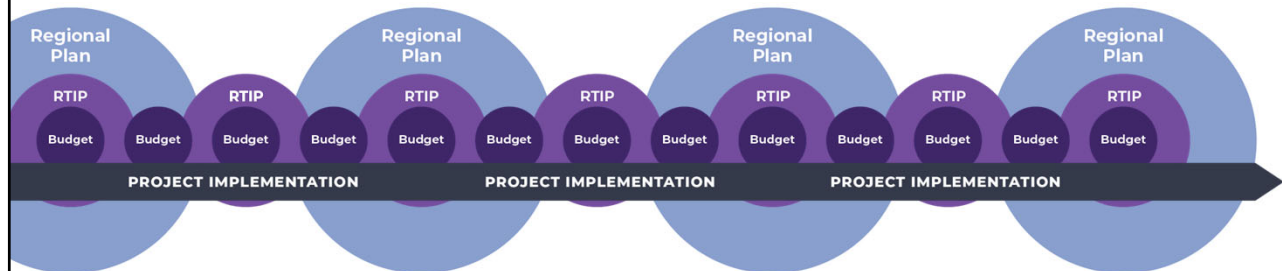 Regional
Plan
Regional
Plan
Regional
Plan
Regional
Plan
RTIP
RTIP
RTIP
RTIP
RTIP
RTIP
RTIP
Budget
Budget
Budget
Budget
Budget
Budget
Budget
Budget
Budget
Budget
Budget
Budget
Budget
PROJECT IMPLEMENTATION
PROJECT IMPLEMENTATION
PROJECT IMPLEMENTATION